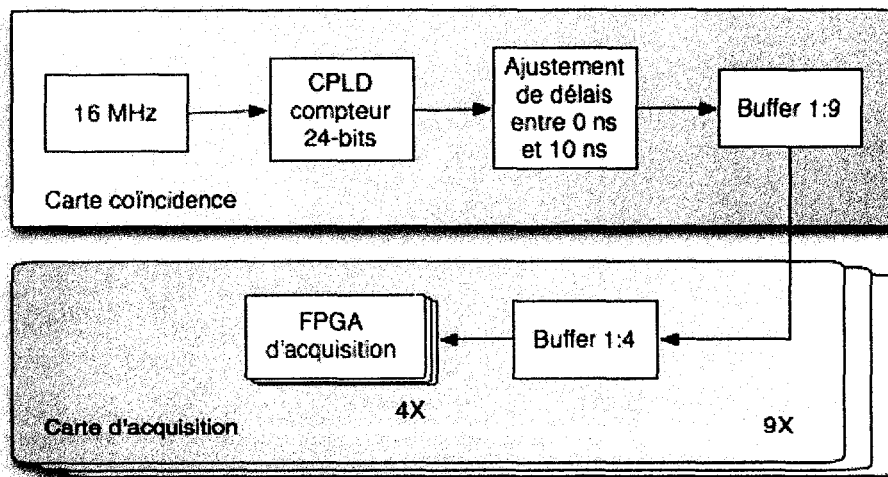 16 MHz
CPLD
compteur
24-bits
Ajustement
de délais
entre 0 ns
et 10 ns
Buffer 1:9
Carte coïncidence
FPGA
d'acquisition
4X
Buffer 1:4
9X
Carte d'acquisition